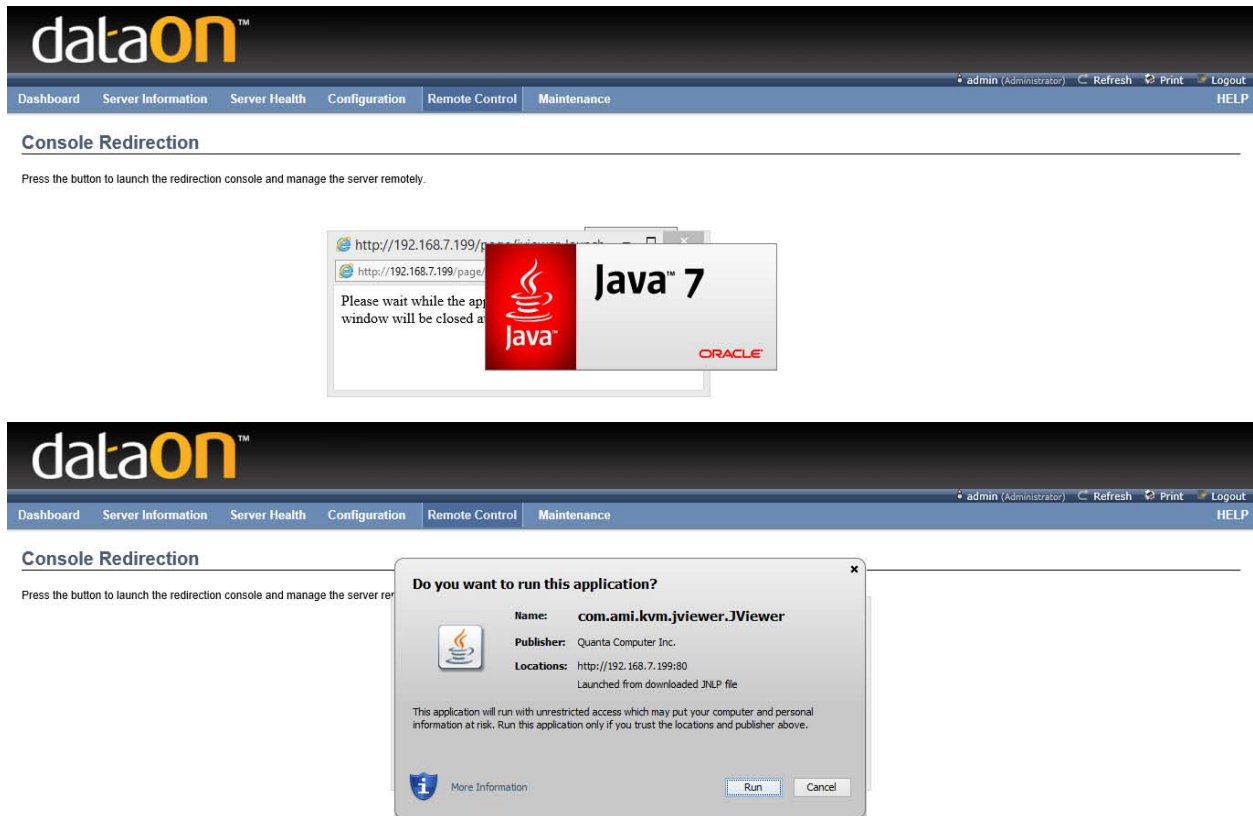 dataON™
admin (Administrator) Refresh Print Logout
Dashboard Server Information Server Health Configuration Remote Control Maintenance HELP
Console Redirection
Press the button to launch the redirection console and manage the server remotely.
http://192.168.7.199/page/jviewer_launch
http://192.168.7.199/page/
Please wait while the
window will be closed
Java™ 7
Java™
ORACLE
dataON™
admin (Administrator) Refresh Print Logout
Dashboard Server Information Server Health Configuration Remote Control Maintenance HELP
Console Redirection
Press the button to launch the redirection console and manage the server
Do you want to run this application?
Name: com.ami.kvm.jviewer.JViewer
Publisher: Quanta Computer Inc.
Locations: http://192.168.7.199:80
Launched from downloaded JNLP file
This application will run with unrestricted access which may put your computer and personal
information at risk. Run this application only if you trust the locations and publisher above.
More Information Run Cancel